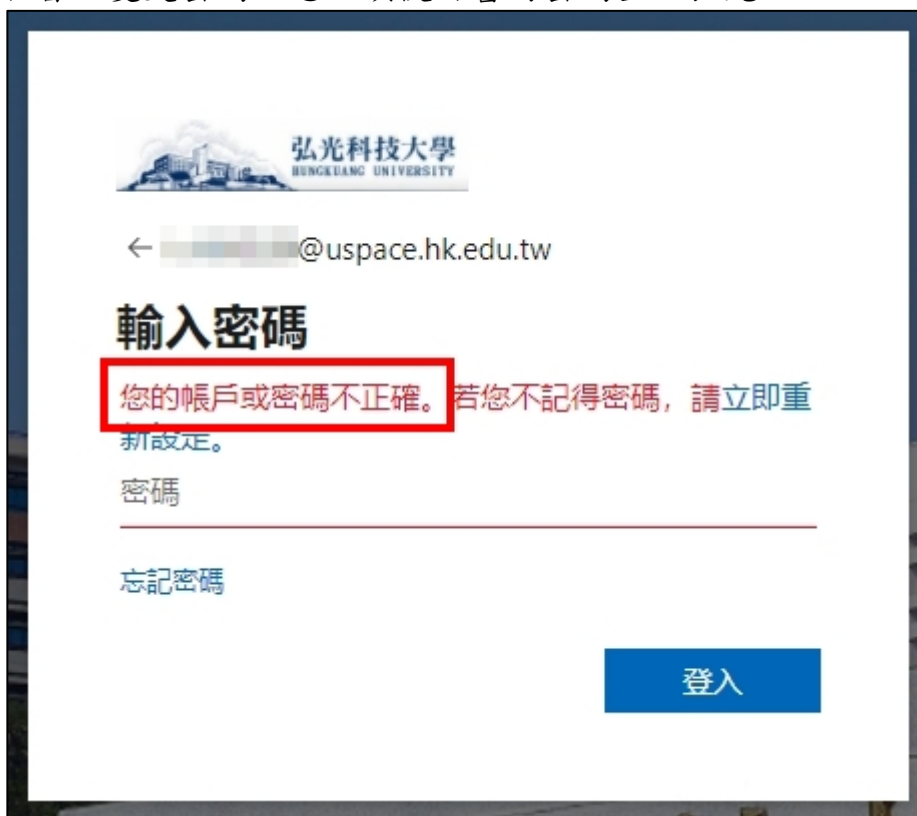 弘光科技大學
HUNGKUANG UNIVERSITY
← @uspace.hk.edu.tw
輸入密碼
您的帳戶或密碼不正確。若您不記得密碼，請立即重
新設定。
密碼
忘記密碼
登入